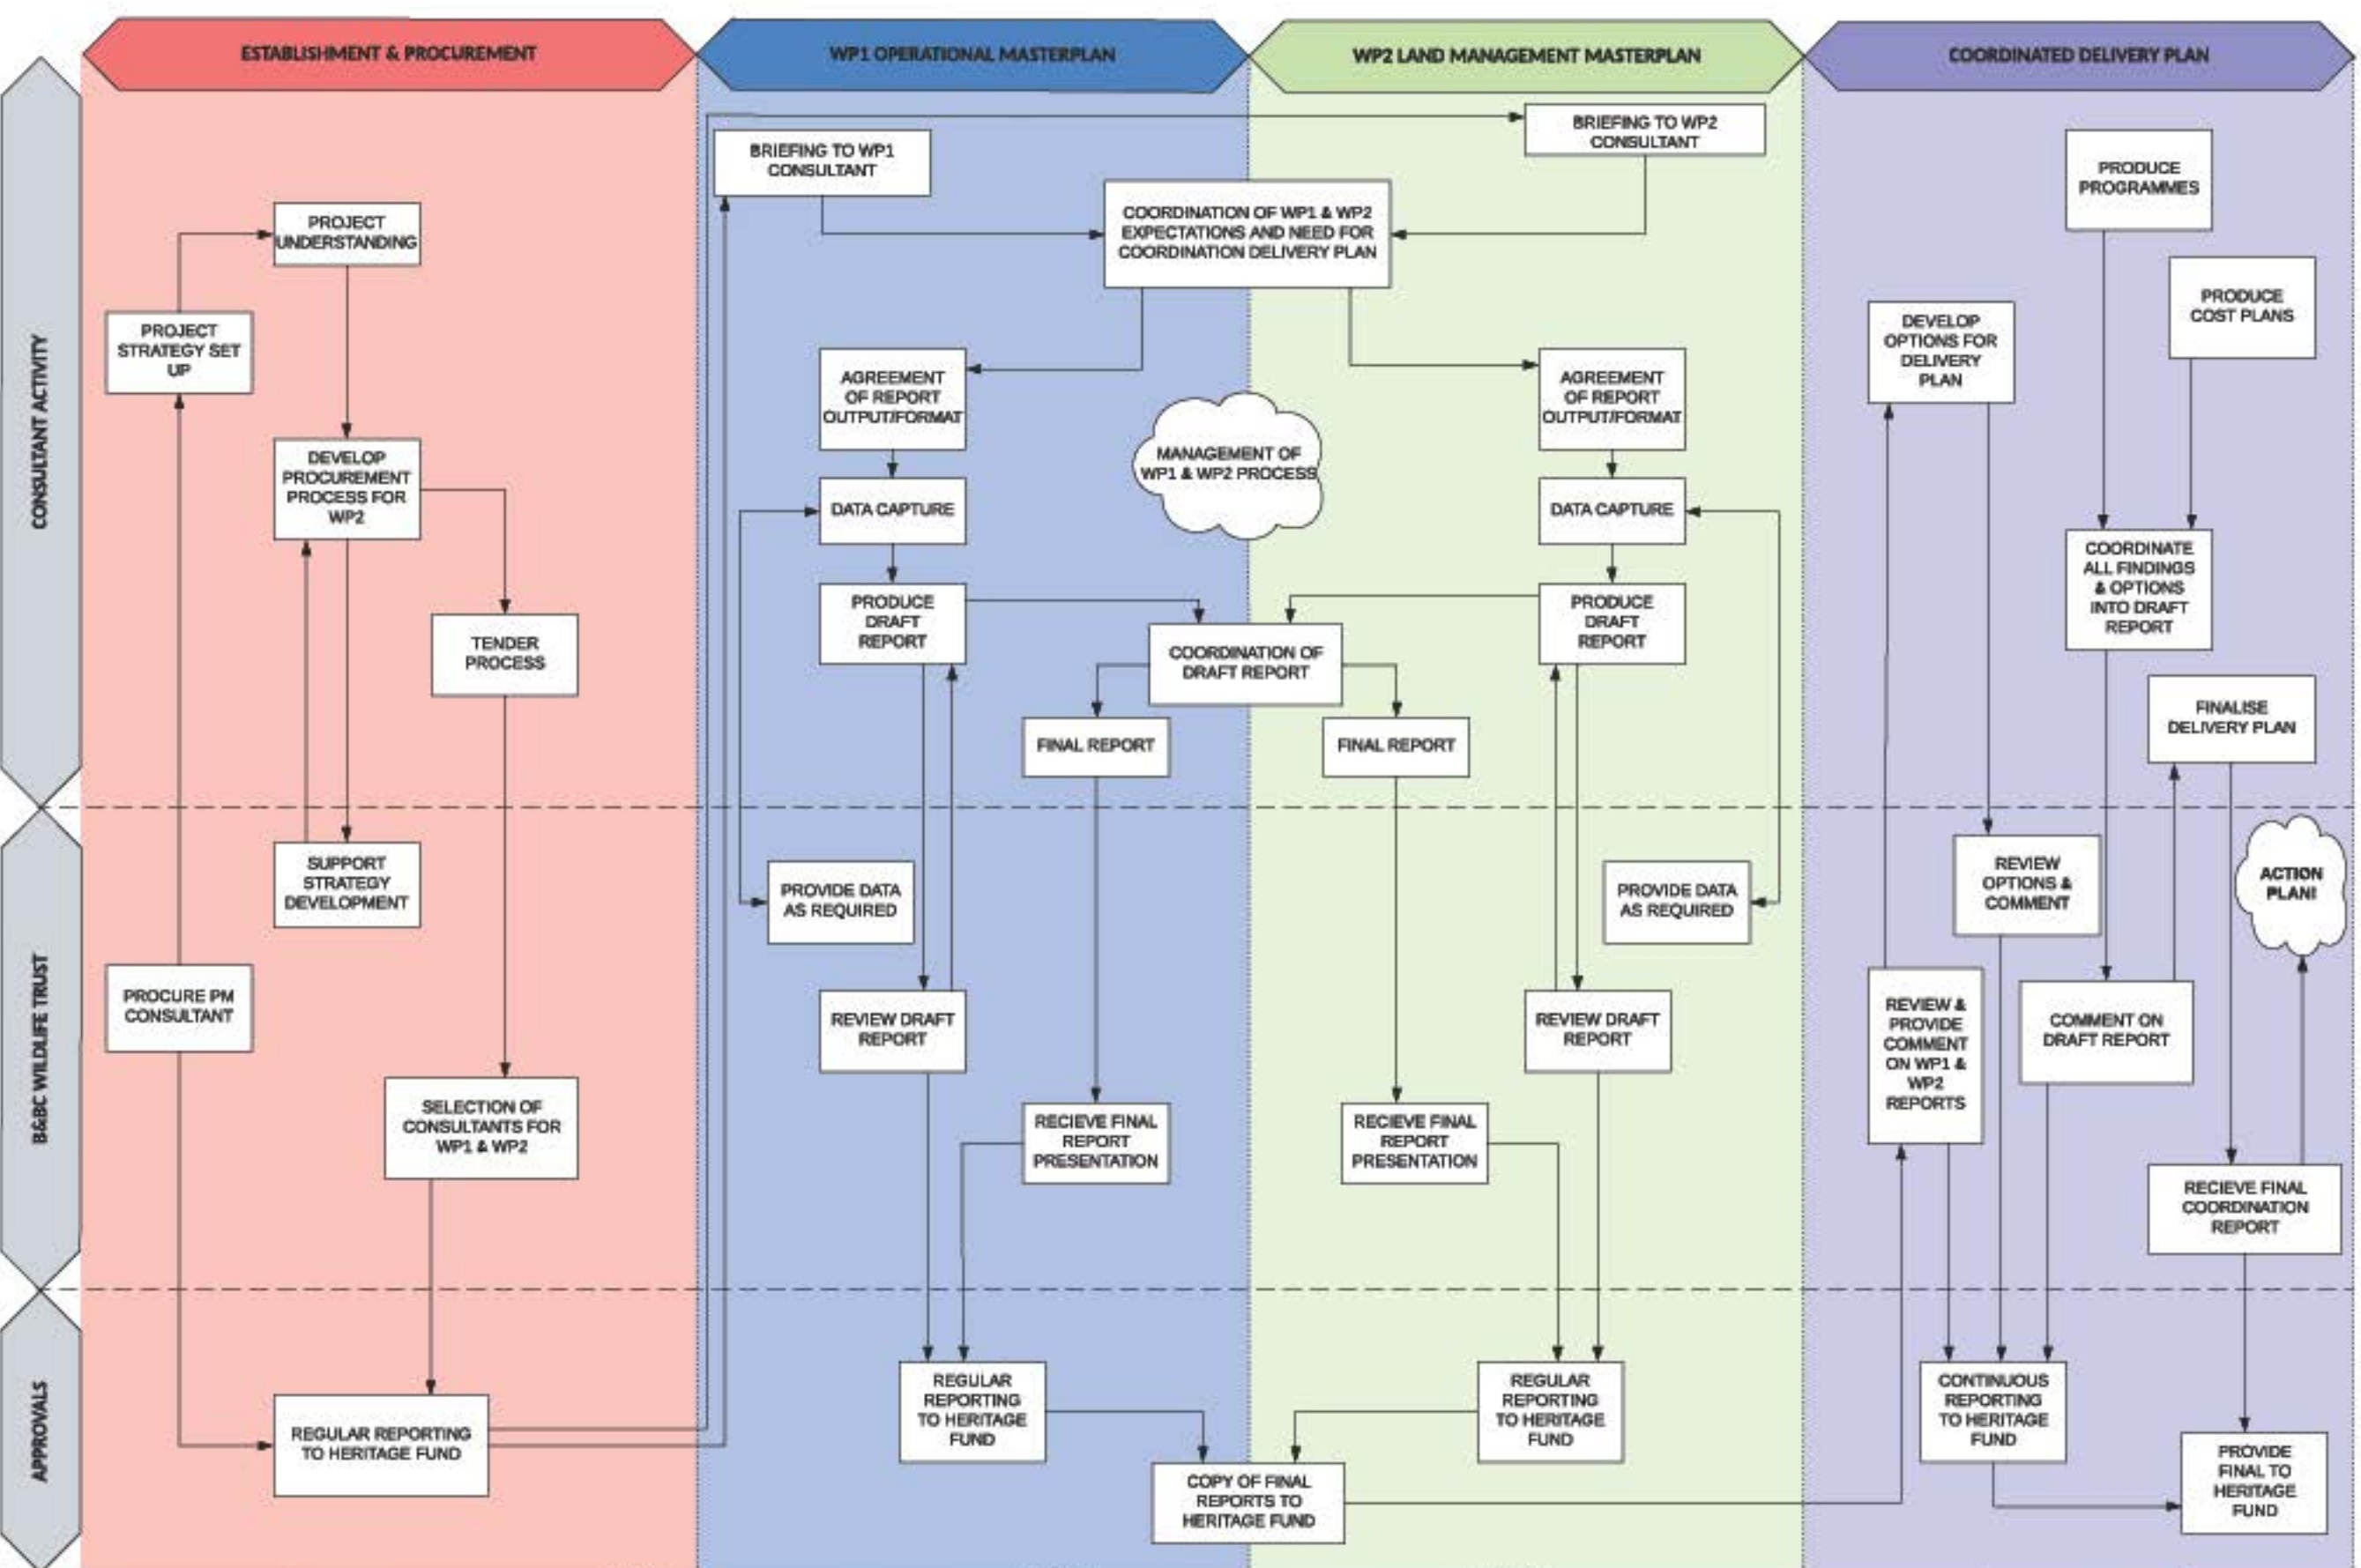 ESTABLISHMENT & PROCUREMENT
WP1 OPERATIONAL MASTERPLAN
WP2 LAND MANAGEMENT MASTERPLAN
COORDINATED DELIVERY PLAN
CONSULTANT ACTIVITY
B&BC WILDLIFE TRUST
APPROVALS
PROJECT
UNDERSTANDING
PROJECT
STRATEGY SET
UP
DEVELOP
PROCUREMENT
PROCESS FOR
WP2
TENDER
PROCESS
SUPPORT
STRATEGY
DEVELOPMENT
PROCURE PM
CONSULTANT
SELECTION OF
CONSULTANTS FOR
WP1 & WP2
REGULAR REPORTING
TO HERITAGE FUND
BRIEFING TO WP1
CONSULTANT
BRIEFING TO WP2
CONSULTANT
COORDINATION OF WP1 & WP2
EXPECTATIONS AND NEED FOR
COORDINATION DELIVERY PLAN
AGREEMENT
OF REPORT
OUTPUT/FORMAT
MANAGEMENT OF
WP1 & WP2 PROCESS
AGREEMENT
OF REPORT
OUTPUT/FORMAT
DATA CAPTURE
DATA CAPTURE
PRODUCE
DRAFT
REPORT
COORDINATION OF
DRAFT REPORT
PRODUCE
DRAFT
REPORT
FINAL REPORT
FINAL REPORT
PROVIDE DATA
AS REQUIRED
PROVIDE DATA
AS REQUIRED
REVIEW DRAFT
REPORT
REVIEW DRAFT
REPORT
RECIEVE FINAL
REPORT
PRESENTATION
RECIEVE FINAL
REPORT
PRESENTATION
REGULAR
REPORTING
TO HERITAGE
FUND
REGULAR
REPORTING
TO HERITAGE
FUND
COPY OF FINAL
REPORTS TO
HERITAGE FUND
PRODUCE
PROGRAMMES
PRODUCE
COST PLANS
DEVELOP
OPTIONS FOR
DELIVERY
PLAN
COORDINATE
ALL FINDINGS
& OPTIONS
INTO DRAFT
REPORT
FINALISE
DELIVERY PLAN
REVIEW
OPTIONS &
COMMENT
ACTION
PLAN!
REVIEW &
PROVIDE
COMMENT
ON WP1 &
WP2
REPORTS
COMMENT ON
DRAFT REPORT
RECIEVE FINAL
COORDINATION
REPORT
CONTINUOUS
REPORTING
TO HERITAGE
FUND
PROVIDE
FINAL TO
HERITAGE
FUND